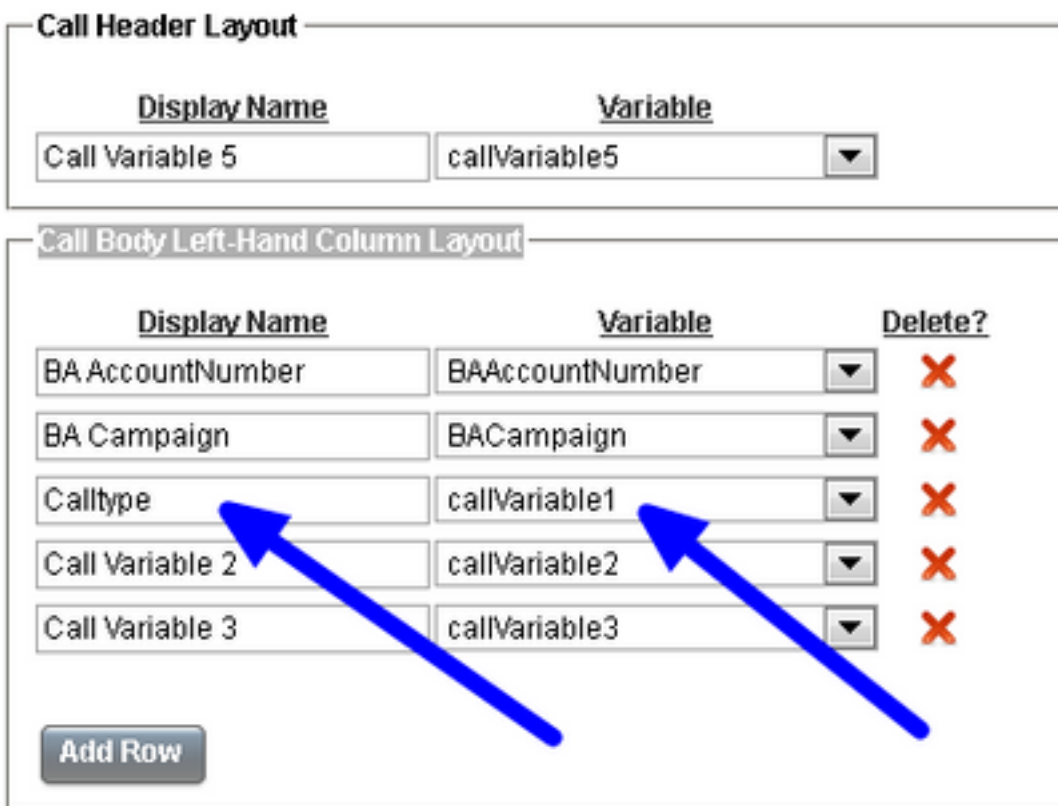 Call Header Layout
Display Name Variable
Call Variable 5 callVariable5
Call Body Left-Hand Column Layout
Display Name Variable Delete?
BA AccountNumber BAAccountNumber
BA Campaign BACampaign
Calltype callVariable1
Call Variable 2 callVariable2
Call Variable 3 callVariable3
Add Row